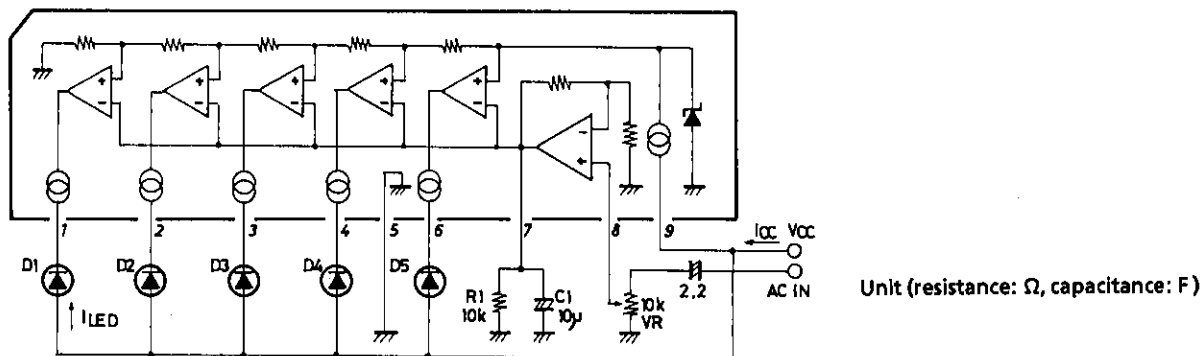 + - + - + - + - + -
- +
1 2 3 4 5 6 7 8 9
ICC VCC
D1 D2 D3 D4 D5
AC IN
2.2
Unit (resistance: Ω, capacitance: F)
R1
10k
C1
10μ
10k
VR
ILED